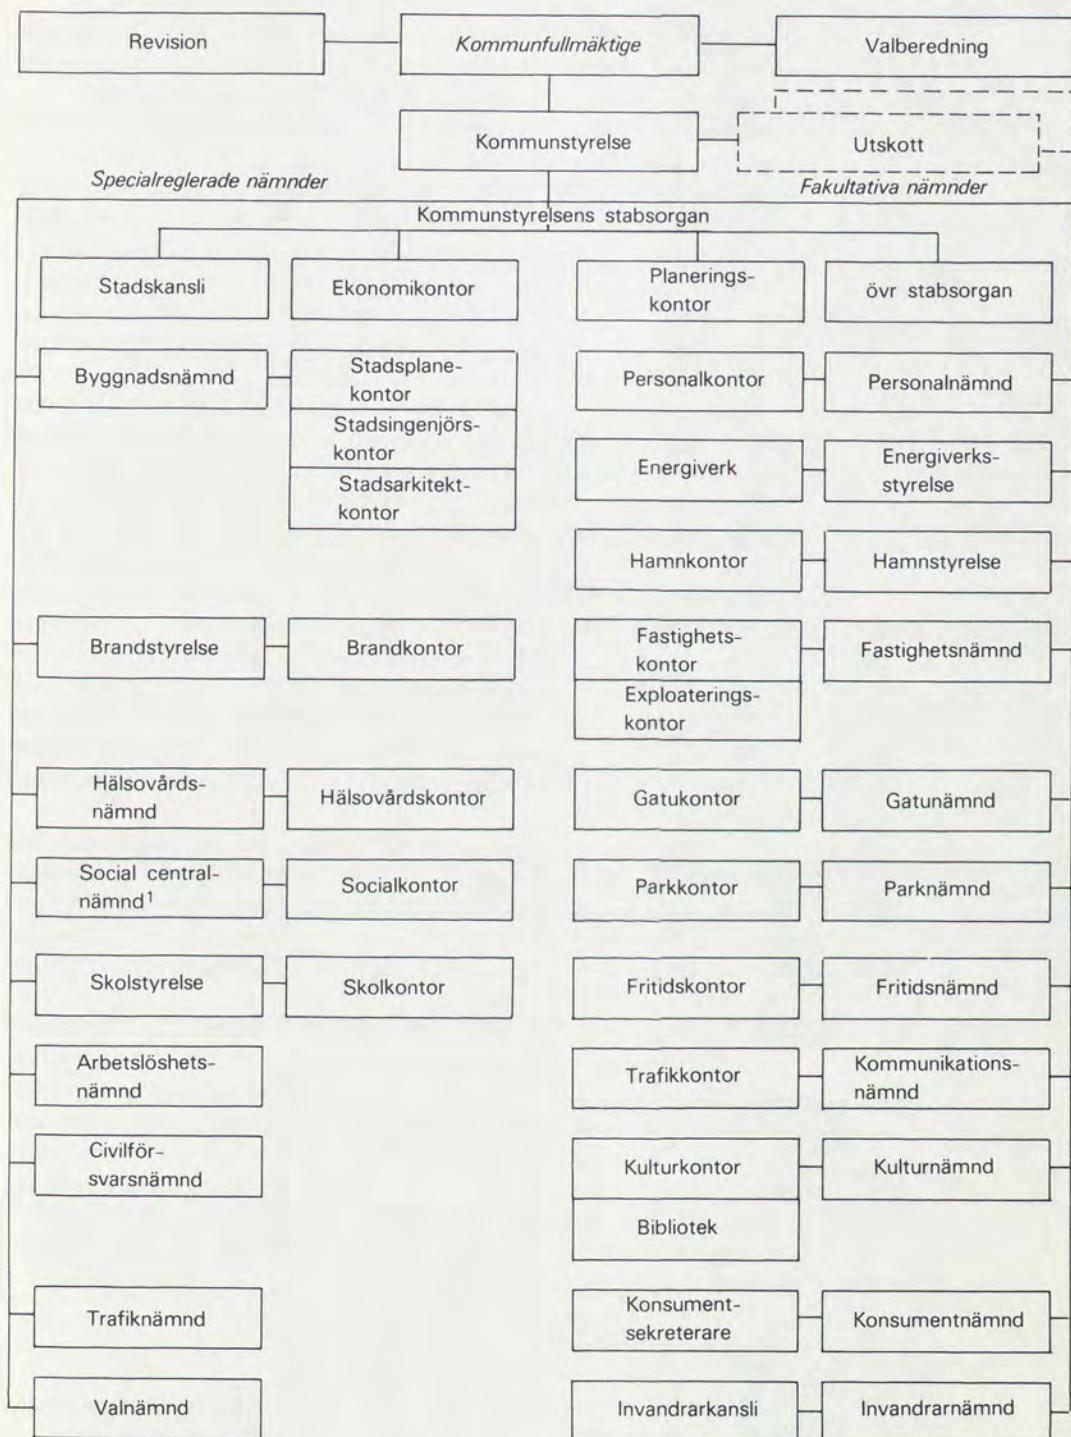 Revision
Kommunfullmäktige
Valberedning
Kommunstyrelse
Utskott
Specialreglerade nämnder
Fakultativa nämnder
Kommunstyrelsens stabsorgan
Stadskansli
Ekonomikontor
Planerings-
kontor
övr stabsorgan
Byggnadsnämnd
Stadsplane-
kontor
Stadsingenjörs-
kontor
Stadsarkitekt-
kontor
Personalkontor
Personalnämnd
Energiverk
Energiverks-
styrelse
Hamnkontor
Hamnstyrelse
Brandstyrelse
Brandkontor
Fastighets-
kontor
Exploaterings-
kontor
Fastighetsnämnd
Hälsovårds-
nämnd
Hälsovårdskontor
Gatukontor
Gatunämnd
Social central-
nämnd¹
Socialkontor
Parkkontor
Parknämnd
Skolstyrelse
Skolkontor
Fritidskontor
Fritidsnämnd
Arbetslöshets-
nämnd
Trafikkontor
Kommunikations-
nämnd
Civilför-
svarsnämnd
Kulturkontor
Bibliotek
Kulturnämnd
Trafiknämnd
Konsument-
sekreterare
Konsumentnämnd
Valnämnd
Invandrarkansli
Invandrarnämnd